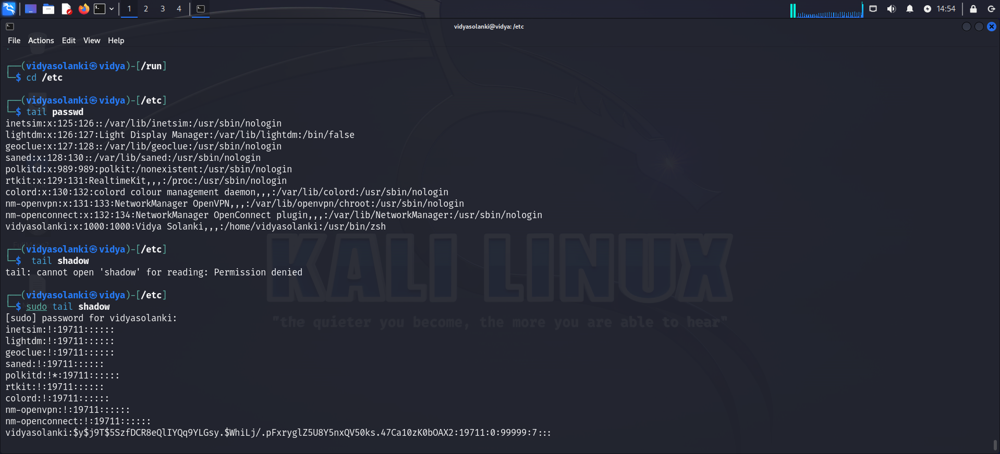 1 2 3 4 14:54
vidyasolanki@vidya: /etc
File Actions Edit View Help
┌──(vidyasolanki㉿vidya)-[/run]
└─$ cd /etc
┌──(vidyasolanki㉿vidya)-[/etc]
└─$ tail passwd
inetsim:x:125:126::/var/lib/inetsim:/usr/sbin/nologin
lightdm:x:126:127:Light Display Manager:/var/lib/lightdm:/bin/false
geoclue:x:127:128::/var/lib/geoclue:/usr/sbin/nologin
saned:x:128:130::/var/lib/saned:/usr/sbin/nologin
polkitd:x:989:989:polkit:/nonexistent:/usr/sbin/nologin
rtkit:x:129:131:RealtimeKit,,,:/proc:/usr/sbin/nologin
colord:x:130:132:colord colour management daemon,,,:/var/lib/colord:/usr/sbin/nologin
nm-openvpn:x:131:133:NetworkManager OpenVPN,,,:/var/lib/openvpn/chroot:/usr/sbin/nologin
nm-openconnect:x:132:134:NetworkManager OpenConnect plugin,,,:/var/lib/NetworkManager:/usr/sbin/nologin
vidyasolanki:x:1000:1000:Vidya Solanki,,,:/home/vidyasolanki:/usr/bin/zsh
┌──(vidyasolanki㉿vidya)-[/etc]
└─$  tail shadow
tail: cannot open 'shadow' for reading: Permission denied
KALI LINUX
┌──(vidyasolanki㉿vidya)-[/etc]
└─$ sudo tail shadow
[sudo] password for vidyasolanki:
"the quieter you become, the more you are able to hear"
inetsim:!:19711::::::
lightdm:!:19711::::::
geoclue:!:19711::::::
saned:!:19711::::::
polkitd:!*:19711::::::
rtkit:!:19711::::::
colord:!:19711::::::
nm-openvpn:!:19711::::::
nm-openconnect:!:19711::::::
vidyasolanki:$y$j9T$5SzfDCR8eQlIYQq9YLGsy.$WhiLj/.pFxryglZ5U8Y5nxQV50ks.47Ca10zK0bOAX2:19711:0:99999:7:::